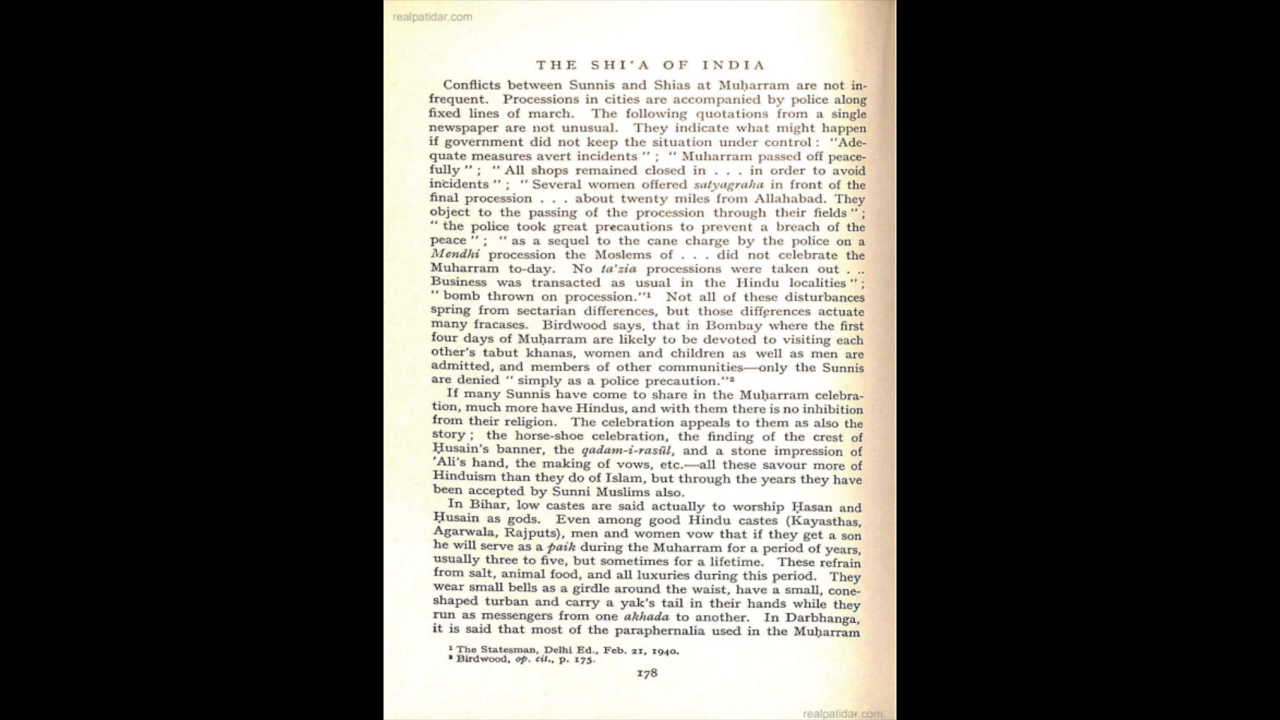 realpatidar.com
THE SHI'A OF INDIA
Conflicts between Sunnis and Shias at Muḥarram are not in-
frequent. Processions in cities are accompanied by police along
fixed lines of march. The following quotations from a single
newspaper are not unusual. They indicate what might happen
if government did not keep the situation under control : "Ade-
quate measures avert incidents" ; "Muharram passed off peace-
fully" ; "All shops remained closed in . . . in order to avoid
incidents" ; "Several women offered satyagraha in front of the
final procession . . . about twenty miles from Allahabad. They
object to the passing of the procession through their fields" ;
"the police took great precautions to prevent a breach of the
peace" ; "as a sequel to the cane charge by the police on a
Mendhi procession the Moslems of . . . did not celebrate the
Muharram to-day. No ta'zia processions were taken out . ..
Business was transacted as usual in the Hindu localities" ;
"bomb thrown on procession."¹ Not all of these disturbances
spring from sectarian differences, but those differences actuate
many fracases. Birdwood says, that in Bombay where the first
four days of Muḥarram are likely to be devoted to visiting each
other's tabut khanas, women and children as well as men are
admitted, and members of other communities—only the Sunnis
are denied "simply as a police precaution."²
If many Sunnis have come to share in the Muḥarram celebra-
tion, much more have Hindus, and with them there is no inhibition
from their religion. The celebration appeals to them as also the
story ; the horse-shoe celebration, the finding of the crest of
Ḥusain's banner, the qadam-i-rasūl, and a stone impression of
'Ali's hand, the making of vows, etc.—all these savour more of
Hinduism than they do of Islam, but through the years they have
been accepted by Sunni Muslims also.
In Bihar, low castes are said actually to worship Ḥasan and
Ḥusain as gods. Even among good Hindu castes (Kayasthas,
Agarwala, Rajputs), men and women vow that if they get a son
he will serve as a paik during the Muharram for a period of years,
usually three to five, but sometimes for a lifetime. These refrain
from salt, animal food, and all luxuries during this period. They
wear small bells as a girdle around the waist, have a small, cone-
shaped turban and carry a yak's tail in their hands while they
run as messengers from one akhada to another. In Darbhanga,
it is said that most of the paraphernalia used in the Muḥarram
¹ The Statesman, Delhi Ed., Feb. 21, 1940.
² Birdwood, op. cit., p. 175.
178
realpatidar.com